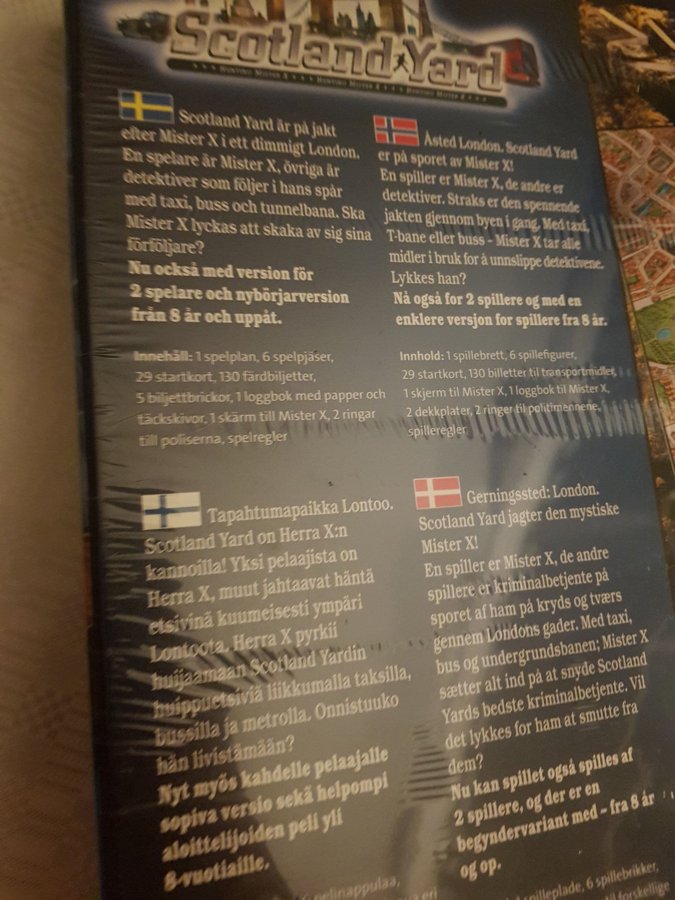 Scotland Yard
HUNTING MISTER X HUNTING MISTER X HUNTING MISTER X
Scotland Yard är på jakt
efter Mister X i ett dimmigt London.
En spelare är Mister X, övriga är
detektiver som följer i hans spår
med taxi, buss och tunnelbana. Ska
Mister X lyckas att skaka av sig sina
förföljare?
Nu också med version för
2 spelare och nybörjarversion
från 8 år och uppåt.
Innehåll: 1 spelplan, 6 spelpjäser,
29 startkort, 130 färdbiljetter,
5 biljettbrickor, 1 loggbok med papper och
täckskivor, 1 skärm till Mister X, 2 ringar
till poliserna, spelregler
Åsted London. Scotland Yard
er på sporet av Mister X!
En spiller er Mister X, de andre er
detektiver. Straks er den spennende
jakten gjennom byen i gang. Med taxi,
T-bane eller buss - Mister X tar alle
midler i bruk for å unnslippe detektivene.
Lykkes han?
Nå også for 2 spillere og med en
enklere versjon for spillere fra 8 år.
Innhold: 1 spillebrett, 6 spillefigurer,
29 startkort, 130 billetter til transportmidler,
1 skjerm til Mister X, 1 loggbok til Mister X,
2 dekkplater, 2 ringer til politimennene,
spilleregler
Tapahtumapaikka Lontoo.
Scotland Yard on Herra X:n
kannoilla! Yksi pelaajista on
Herra X, muut jahtaavat häntä
etsivinä kuumeisesti ympäri
Lontoota. Herra X pyrkii
huijaamaan Scotland Yardin
huippuetsiviä liikkumalla taksilla,
bussilla ja metrolla. Onnistuuko
hän livistämään?
Nyt myös kahdelle pelaajalle
sopiva versio sekä helpompi
aloittelijoiden peli yli
8-vuotiaille.
pelinappulaa,
Gerningssted: London.
Scotland Yard jagter den mystiske
Mister X!
En spiller er Mister X, de andre
spillere er kriminalbetjente på
sporet af ham på kryds og tværs
gennem Londons gader. Med taxi,
bus og undergrundsbanen; Mister X
sætter alt ind på at snyde Scotland
Yards bedste kriminalbetjente. Vil
det lykkes for ham at smutte fra
dem?
Nu kan spillet også spilles af
2 spillere, og der er en
begyndervariant med - fra 8 år
og op.
spilleplade, 6 spillebrikker,
til forskellige